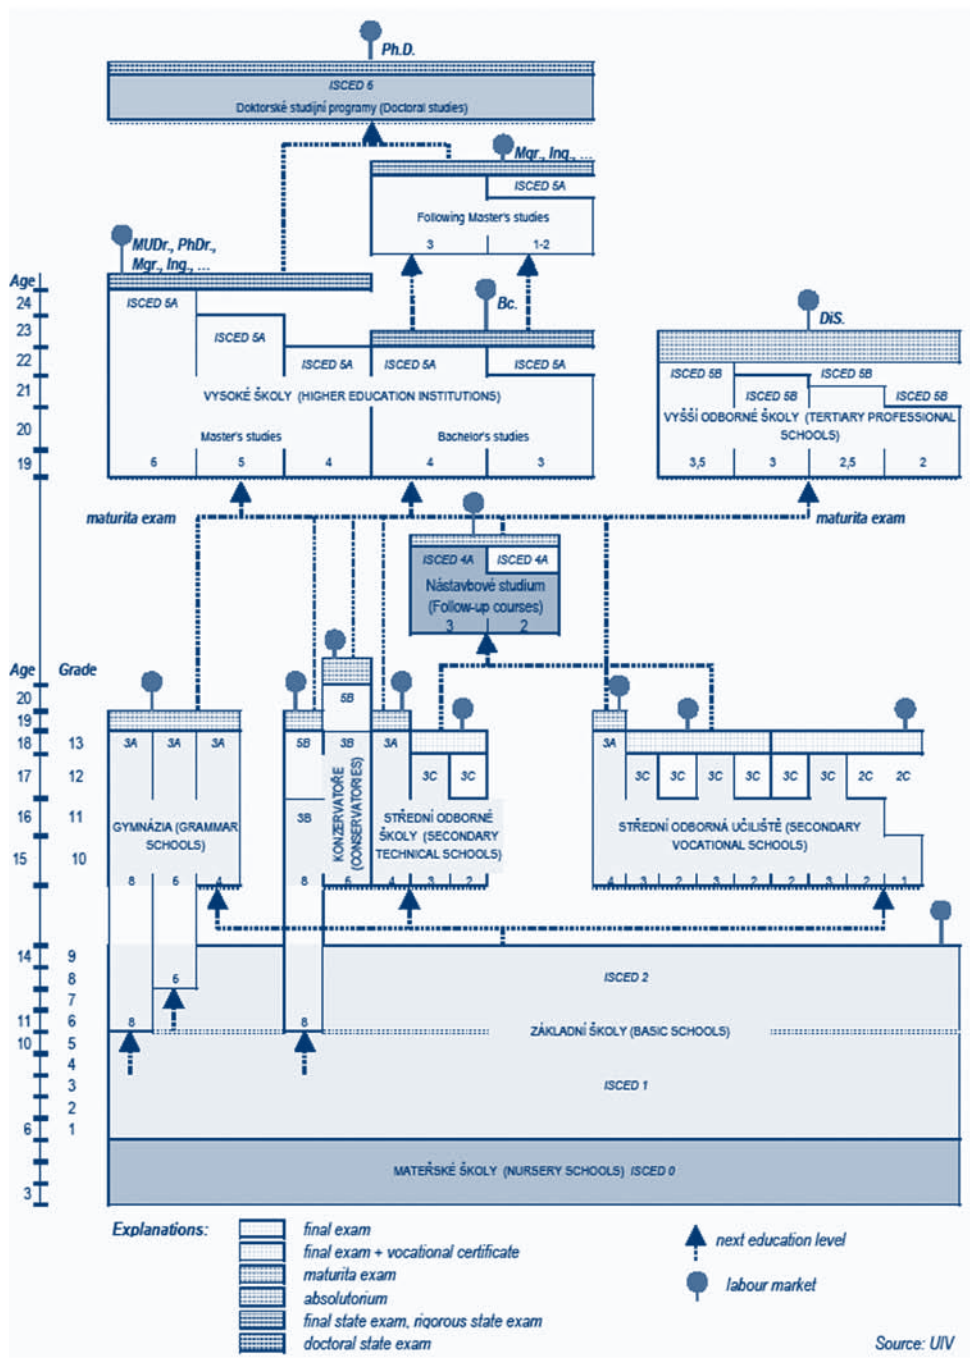 Ph.D.
ISCED 6
Doktorské studijní programy (Doctoral studies)
Mgr., Ing., ...
ISCED 5A
Following Master's studies
3 1-2
MUDr., PhDr.,
Mgr., Ing., ...
Age
24
23
22
21
20
19
ISCED 5A
ISCED 5A
ISCED 5A
Bc.
ISCED 5A
ISCED 5A
VYSOKÉ ŠKOLY (HIGHER EDUCATION INSTITUTIONS)
Master's studies Bachelor's studies
6 5 4 4 3
DiS.
ISCED 5B ISCED 5B
ISCED 5B ISCED 5B
VYŠŠÍ ODBORNÉ ŠKOLY (TERTIARY PROFESSIONAL
SCHOOLS)
3,5 3 2,5 2
maturita exam
maturita exam
ISCED 4A ISCED 4A
Nástavbové studium
(Follow-up courses)
3 2
Age Grade
20
19
18 13
17 12
16 11
15 10
3A 3A 3A
GYMNÁZIA (GRAMMAR
SCHOOLS)
8 6 4
5B
3B
8
5B
3B
KONZERVATOŘE
(CONSERVATORIES)
6
3A
3C 3C
STŘEDNÍ ODBORNÉ
ŠKOLY (SECONDARY
TECHNICAL SCHOOLS)
4 3 2
3A
3C 3C 3C 3C 3C 3C 2C 2C
STŘEDNÍ ODBORNÁ UČILIŠTĚ (SECONDARY
VOCATIONAL SCHOOLS)
4 3 2 3 2 2 3 2 1
14 9
8
7
11 6
10 5
4
3
2
6 1
3
6
8
8
ISCED 2
ZÁKLADNÍ ŠKOLY (BASIC SCHOOLS)
ISCED 1
MATEŘSKÉ ŠKOLY (NURSERY SCHOOLS) ISCED 0
Explanations:
final exam
final exam + vocational certificate
maturita exam
absolutorium
final state exam, rigorous state exam
doctoral state exam
next education level
labour market
Source: UIV